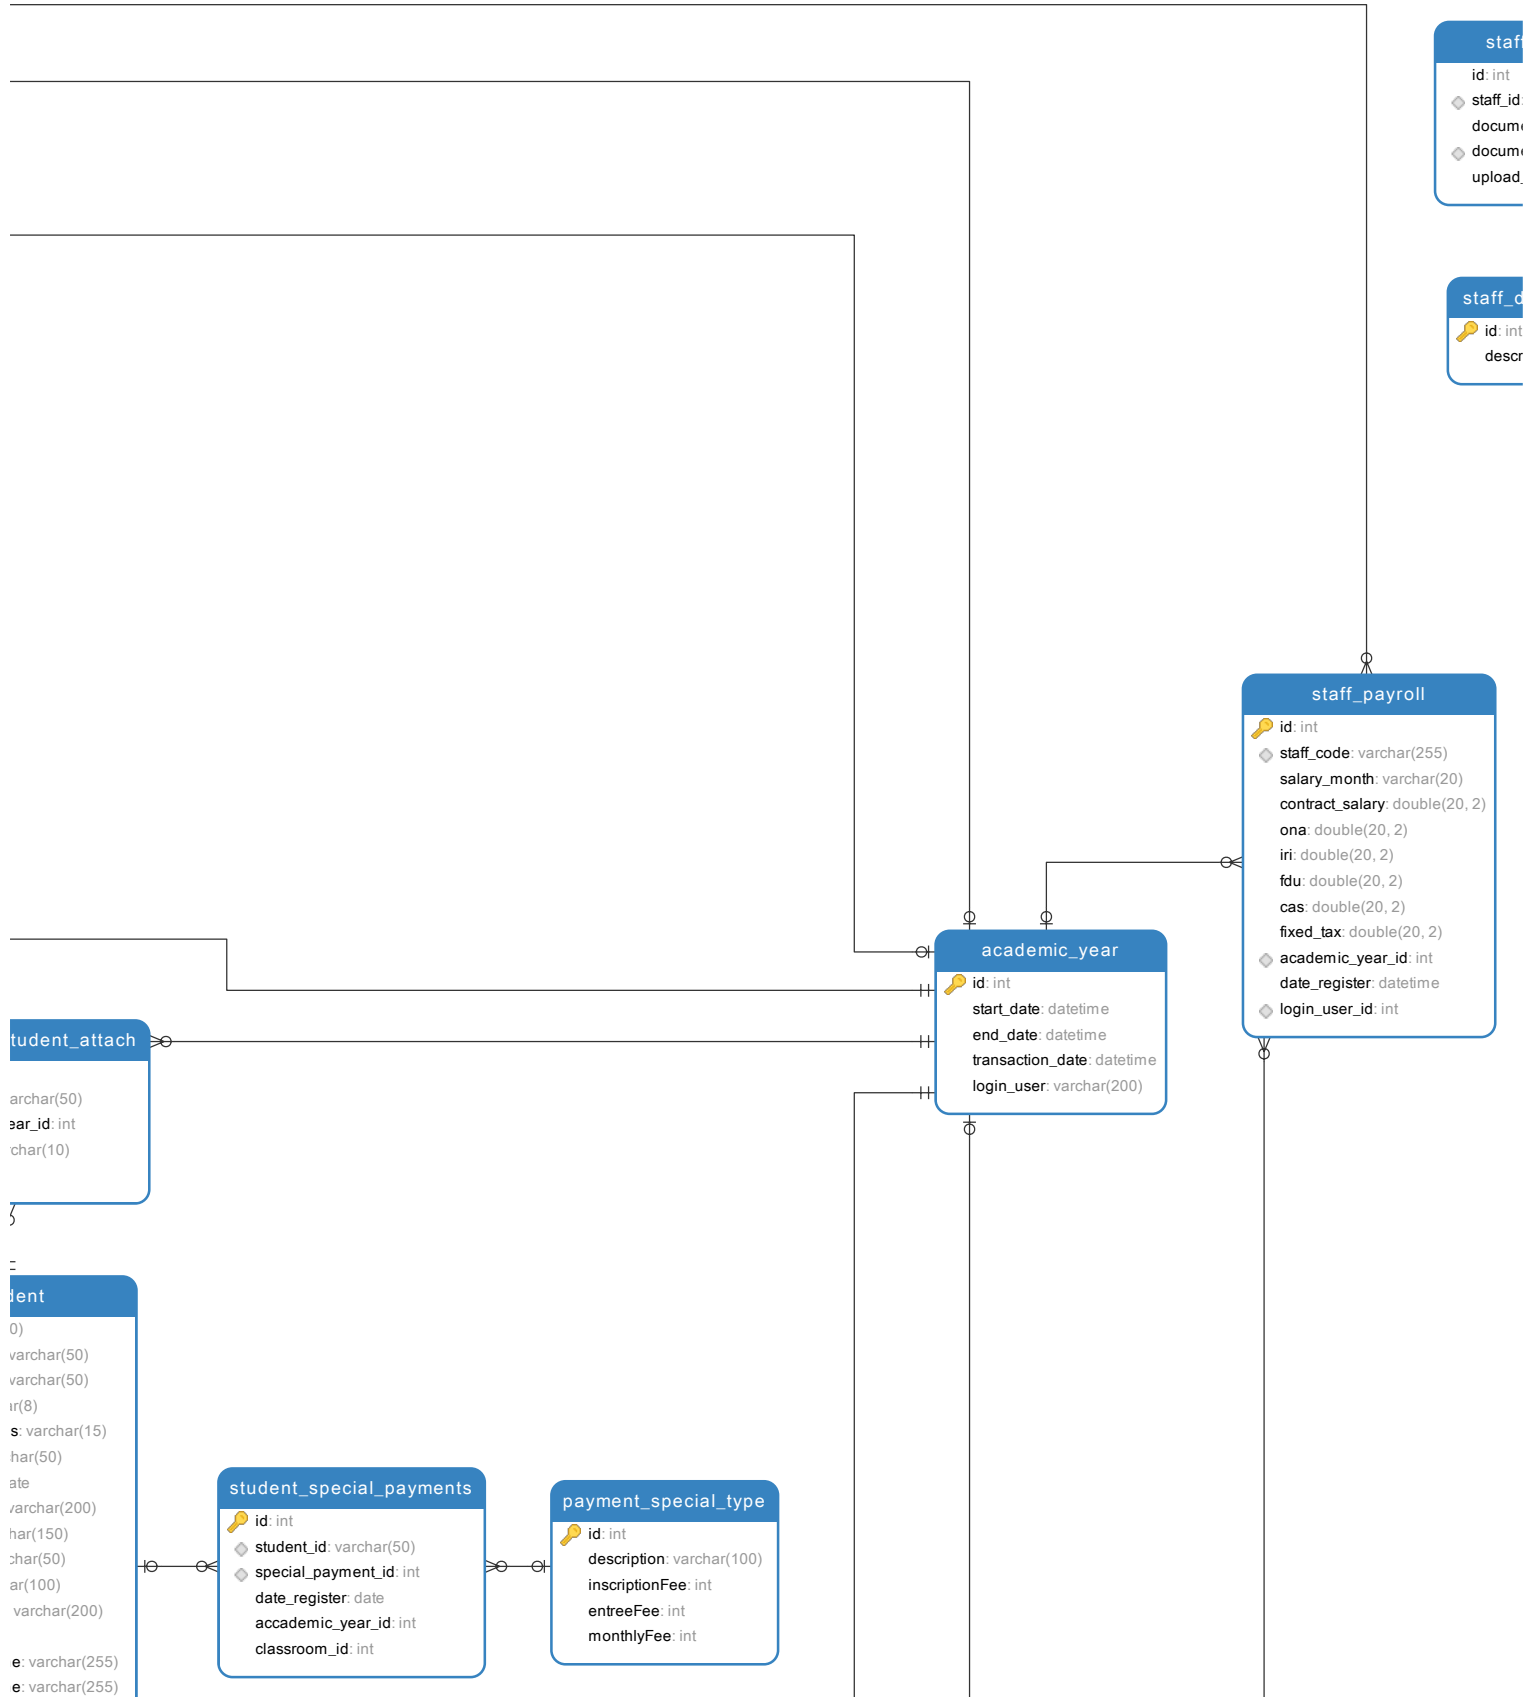 staff
id: int
staff_id:
upload_
staff_d
id: int
descr
staff_payroll
id: int
staff_code: varchar(255)
salary_month: varchar(20)
contract_salary: double(20, 2)
ona: double(20, 2)
iri: double(20, 2)
fdu: double(20, 2)
cas: double(20, 2)
fixed_tax: double(20, 2)
academic_year_id: int
date_register: datetime
login_user_id: int
academic_year
id: int
start_date: datetime
end_date: datetime
transaction_date: datetime
login_user: varchar(200)
tudent_attach
archar(50)
ear_id: int
rchar(10)
dent
0)
varchar(50)
varchar(50)
ar(8)
s: varchar(15)
har(50)
ate
varchar(200)
har(150)
char(50)
ar(100)
varchar(200)
e: varchar(255)
e: varchar(255)
student_special_payments
id: int
student_id: varchar(50)
special_payment_id: int
date_register: date
accademic_year_id: int
classroom_id: int
payment_special_type
id: int
description: varchar(100)
inscriptionFee: int
entreeFee: int
monthlyFee: int